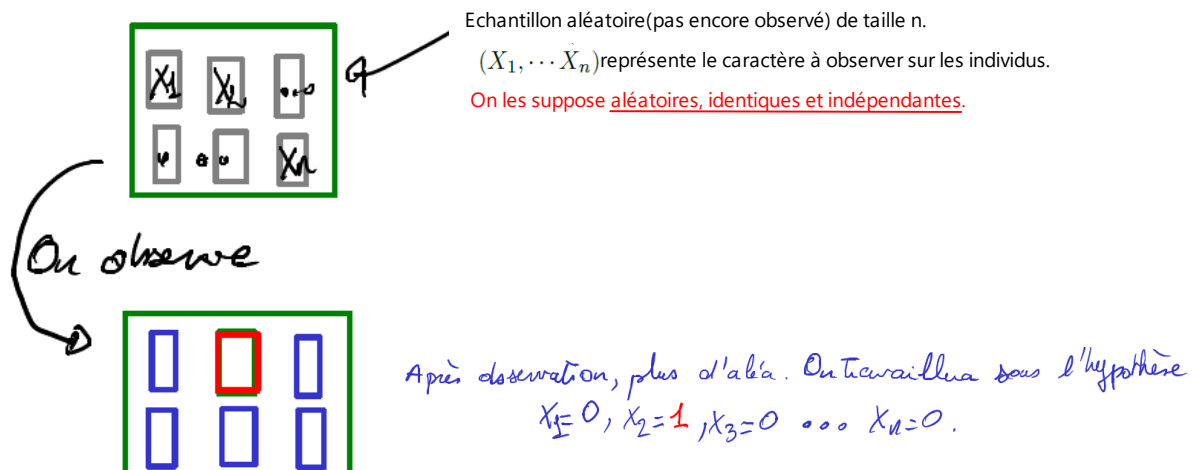 Echantillon aléatoire(pas encore observé) de taille n.
(X_1, ··· X_n)représente le caractère à observer sur les individus.
On les suppose aléatoires, identiques et indépendantes.
X1 X2 ...
. .. Xn
On observe
Après observation, plus d'aléa. On travaillera sous l'hypothèse
X1=0, X2=1, X3=0 ... Xn=0.